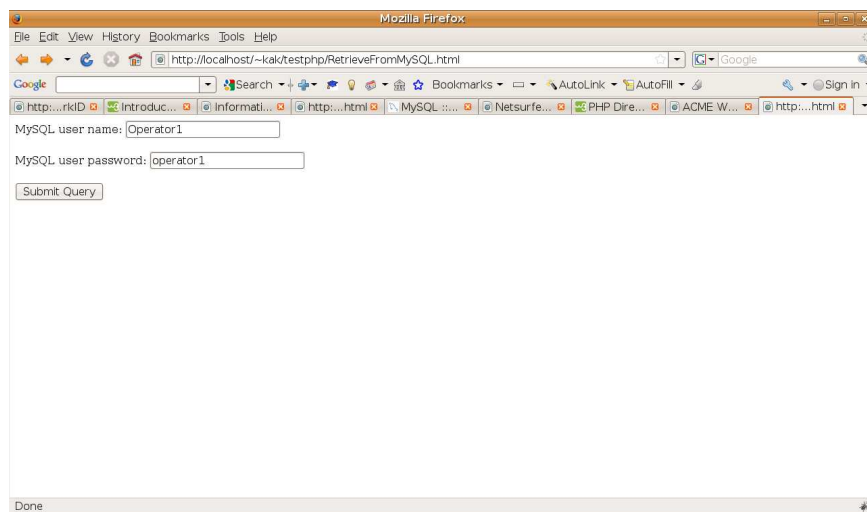 Mozilla Firefox
File Edit View History Bookmarks Tools Help
http://localhost/~kak/testphp/RetrieveFromMySQL.html
G Google
Google Search Bookmarks AutoLink AutoFill Sign in
http:...rkID Introduc... Informati... http:...html MySQL ::... Netsurfe... PHP Dire... ACME W... http:...html
MySQL user name: Operator1
MySQL user password: operator1
Submit Query
Done